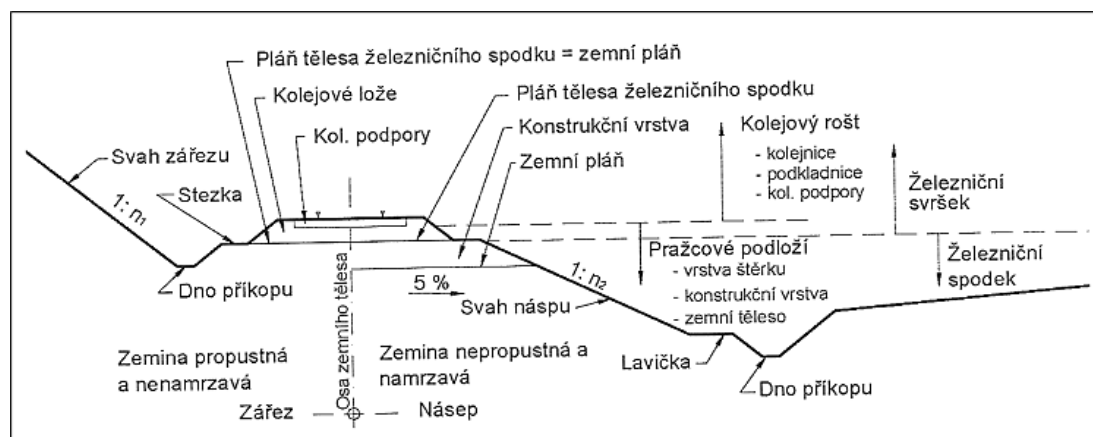 Pláň tělesa železničního spodku = zemní pláň
Kolejové lože
Kol. podpory
Pláň tělesa železničního spodku
Konstrukční vrstva
Zemní pláň
Kolejový rošt
- kolejnice
- podkladnice
- kol. podpory
Železniční
svršek
Svah zářezu
Stezka
1: n1
Dno příkopu
Pražcové podloží
- vrstva štěrku
- konstrukční vrstva
- zemní těleso
Železniční
spodek
5 %
1: n2
Svah náspu
Osa zemního tělesa
Zemina propustná
a nenamrzavá
Zemina nepropustná a
namrzavá
Lavička
Dno příkopu
Zářez
Násep